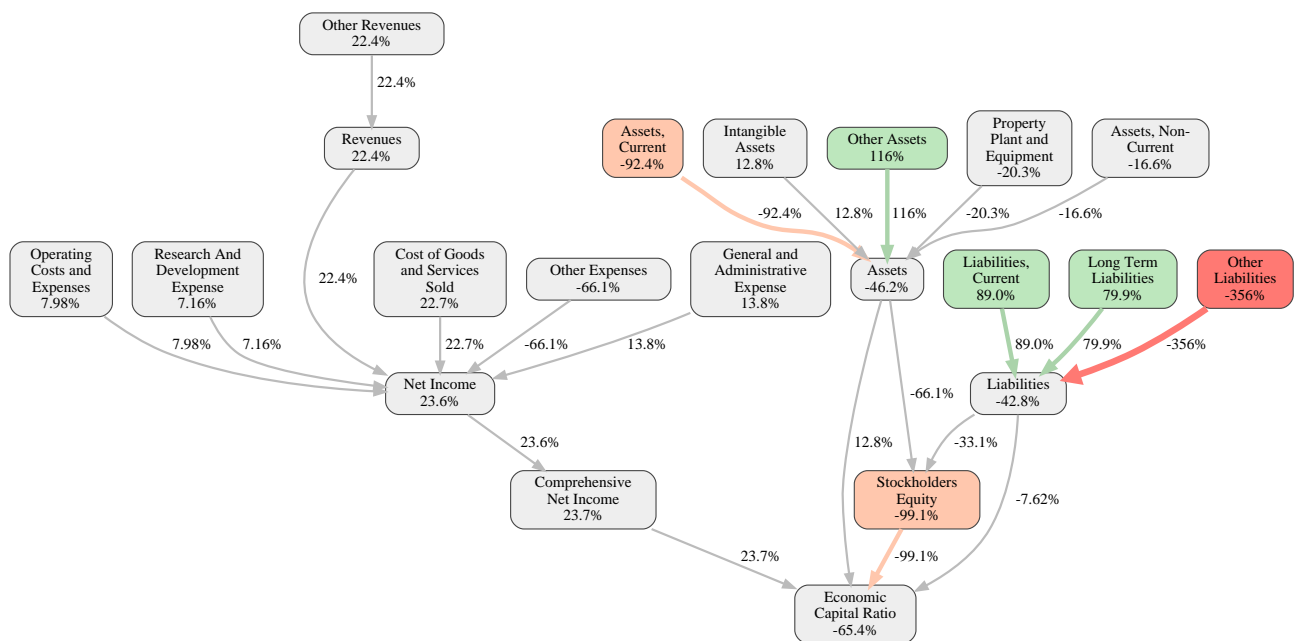 Other Revenues
22.4%
22.4%
Revenues
22.4%
Assets,
Current
-92.4%
Intangible
Assets
12.8%
Other Assets
116%
Property
Plant and
Equipment
-20.3%
Assets, Non-
Current
-16.6%
-92.4%
12.8%
116%
-20.3%
-16.6%
Operating
Costs and
Expenses
7.98%
Research And
Development
Expense
7.16%
22.4%
Cost of Goods
and Services
Sold
22.7%
Other Expenses
-66.1%
General and
Administrative
Expense
13.8%
Assets
-46.2%
Liabilities,
Current
89.0%
Long Term
Liabilities
79.9%
Other
Liabilities
-356%
7.98%
7.16%
22.7%
-66.1%
13.8%
89.0%
79.9%
-356%
Net Income
23.6%
Liabilities
-42.8%
-66.1%
23.6%
12.8%
-33.1%
Comprehensive
Net Income
23.7%
Stockholders
Equity
-99.1%
-7.62%
23.7%
-99.1%
Economic
Capital Ratio
-65.4%